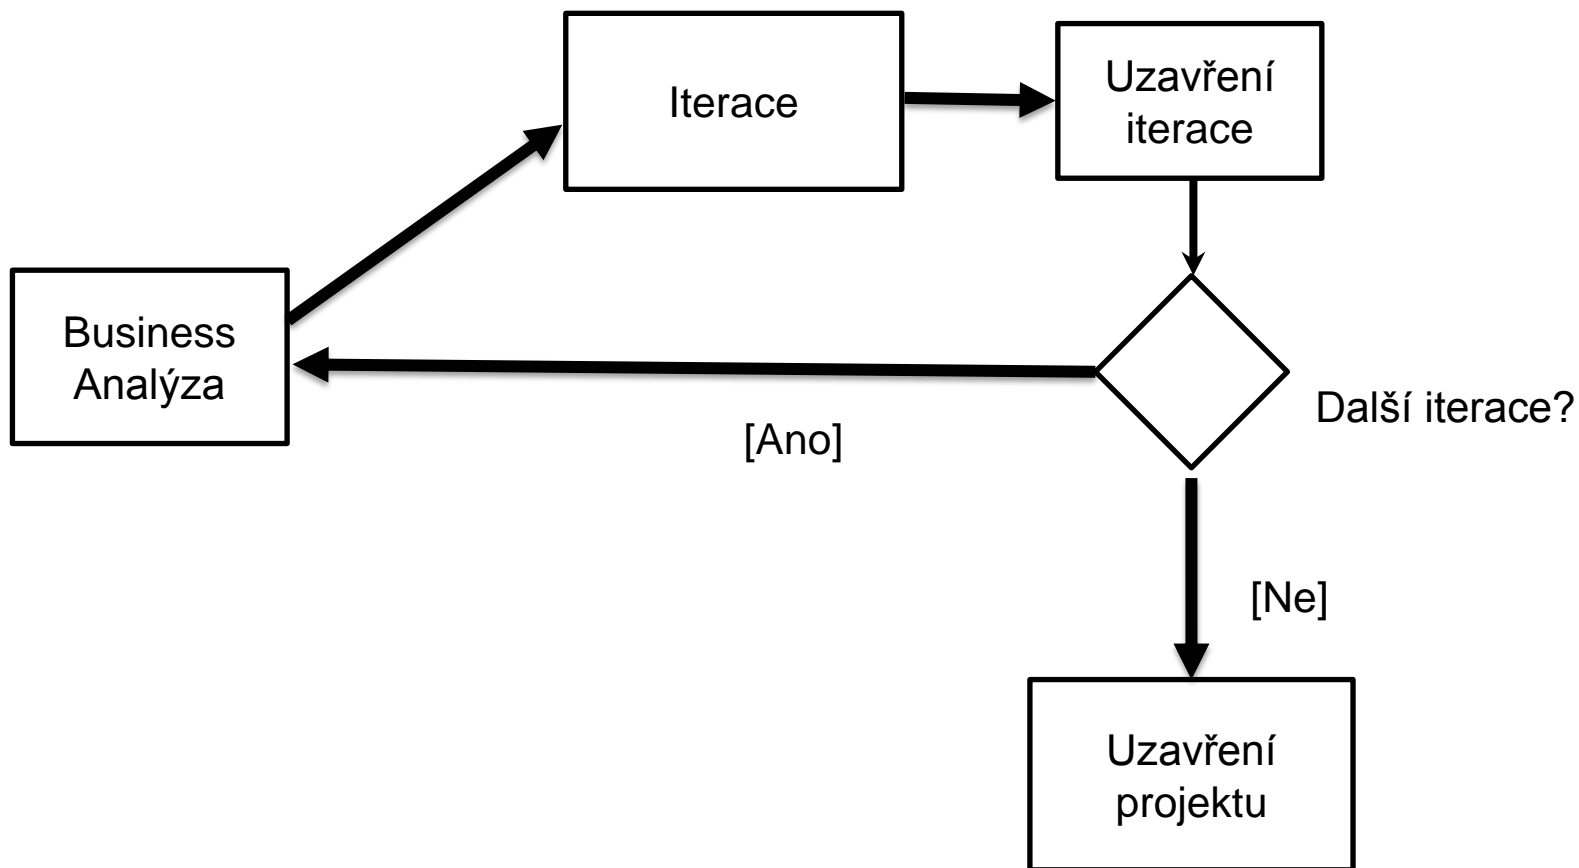 Iterace
Uzavření
iterace
Business
Analýza
Další iterace?
[Ano]
[Ne]
Uzavření
projektu